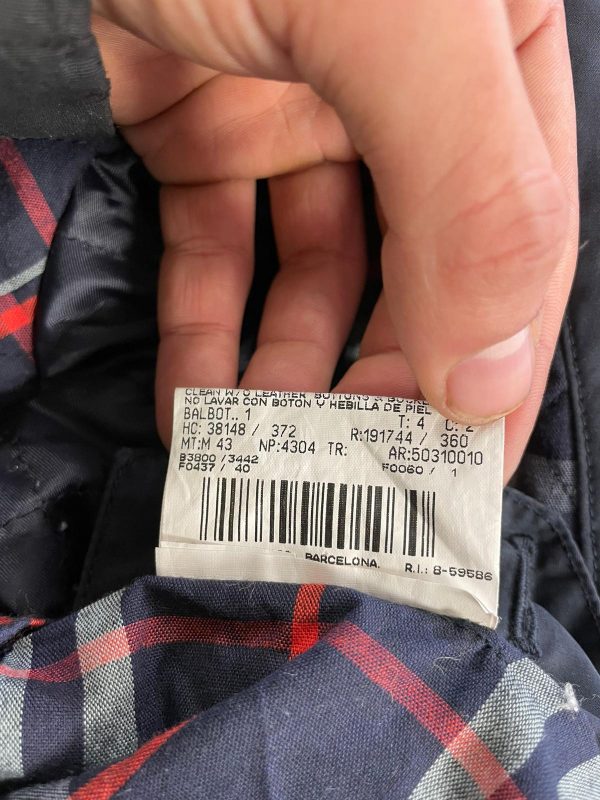 CLEAN W/O LEATHER BUTTONS &
NO LAVAR CON BOTON Y HEBILLA DE PIEL
BALBOT.. 1 T: 4 C: 2
HC: 38148 / 372 R:191744 / 360
MT:M 43 NP:4304 TR: AR:50310010
B3800 /3442
F0437 / 40 F0060 / 1
BARCELONA. R.I.: 8-59586